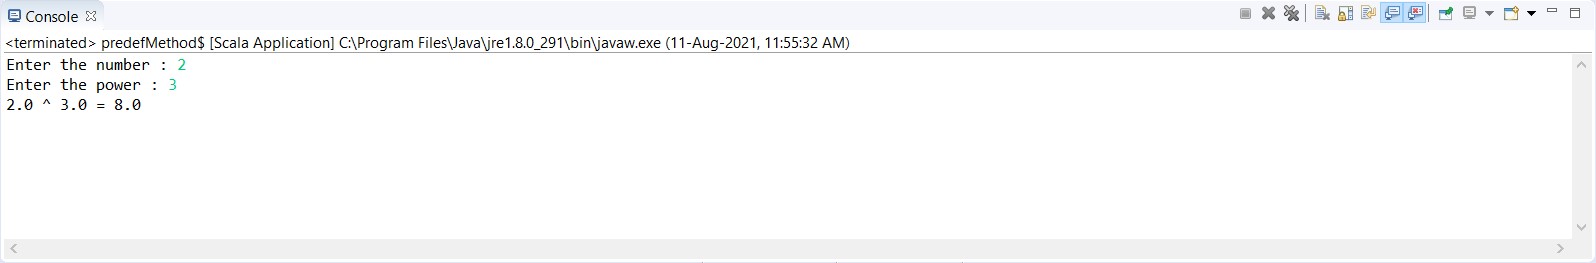 Console
<terminated> predefMethod$ [Scala Application] C:\Program Files\Java\jre1.8.0_291\bin\javaw.exe (11-Aug-2021, 11:55:32 AM)
Enter the number : 2
Enter the power : 3
2.0 ^ 3.0 = 8.0